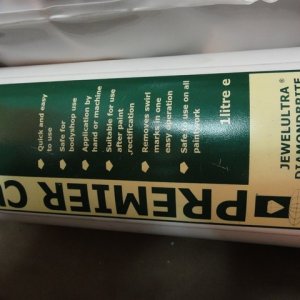 JEWELULTRA®
PREMIER
Quick and easy
to use
Safe for
bodyshop use
Application by
hand or machine
Suitable for use
after paint
rectification.
Removes swirl
marks in one
easy operation
Safe to use on all
paintwork
1litre e